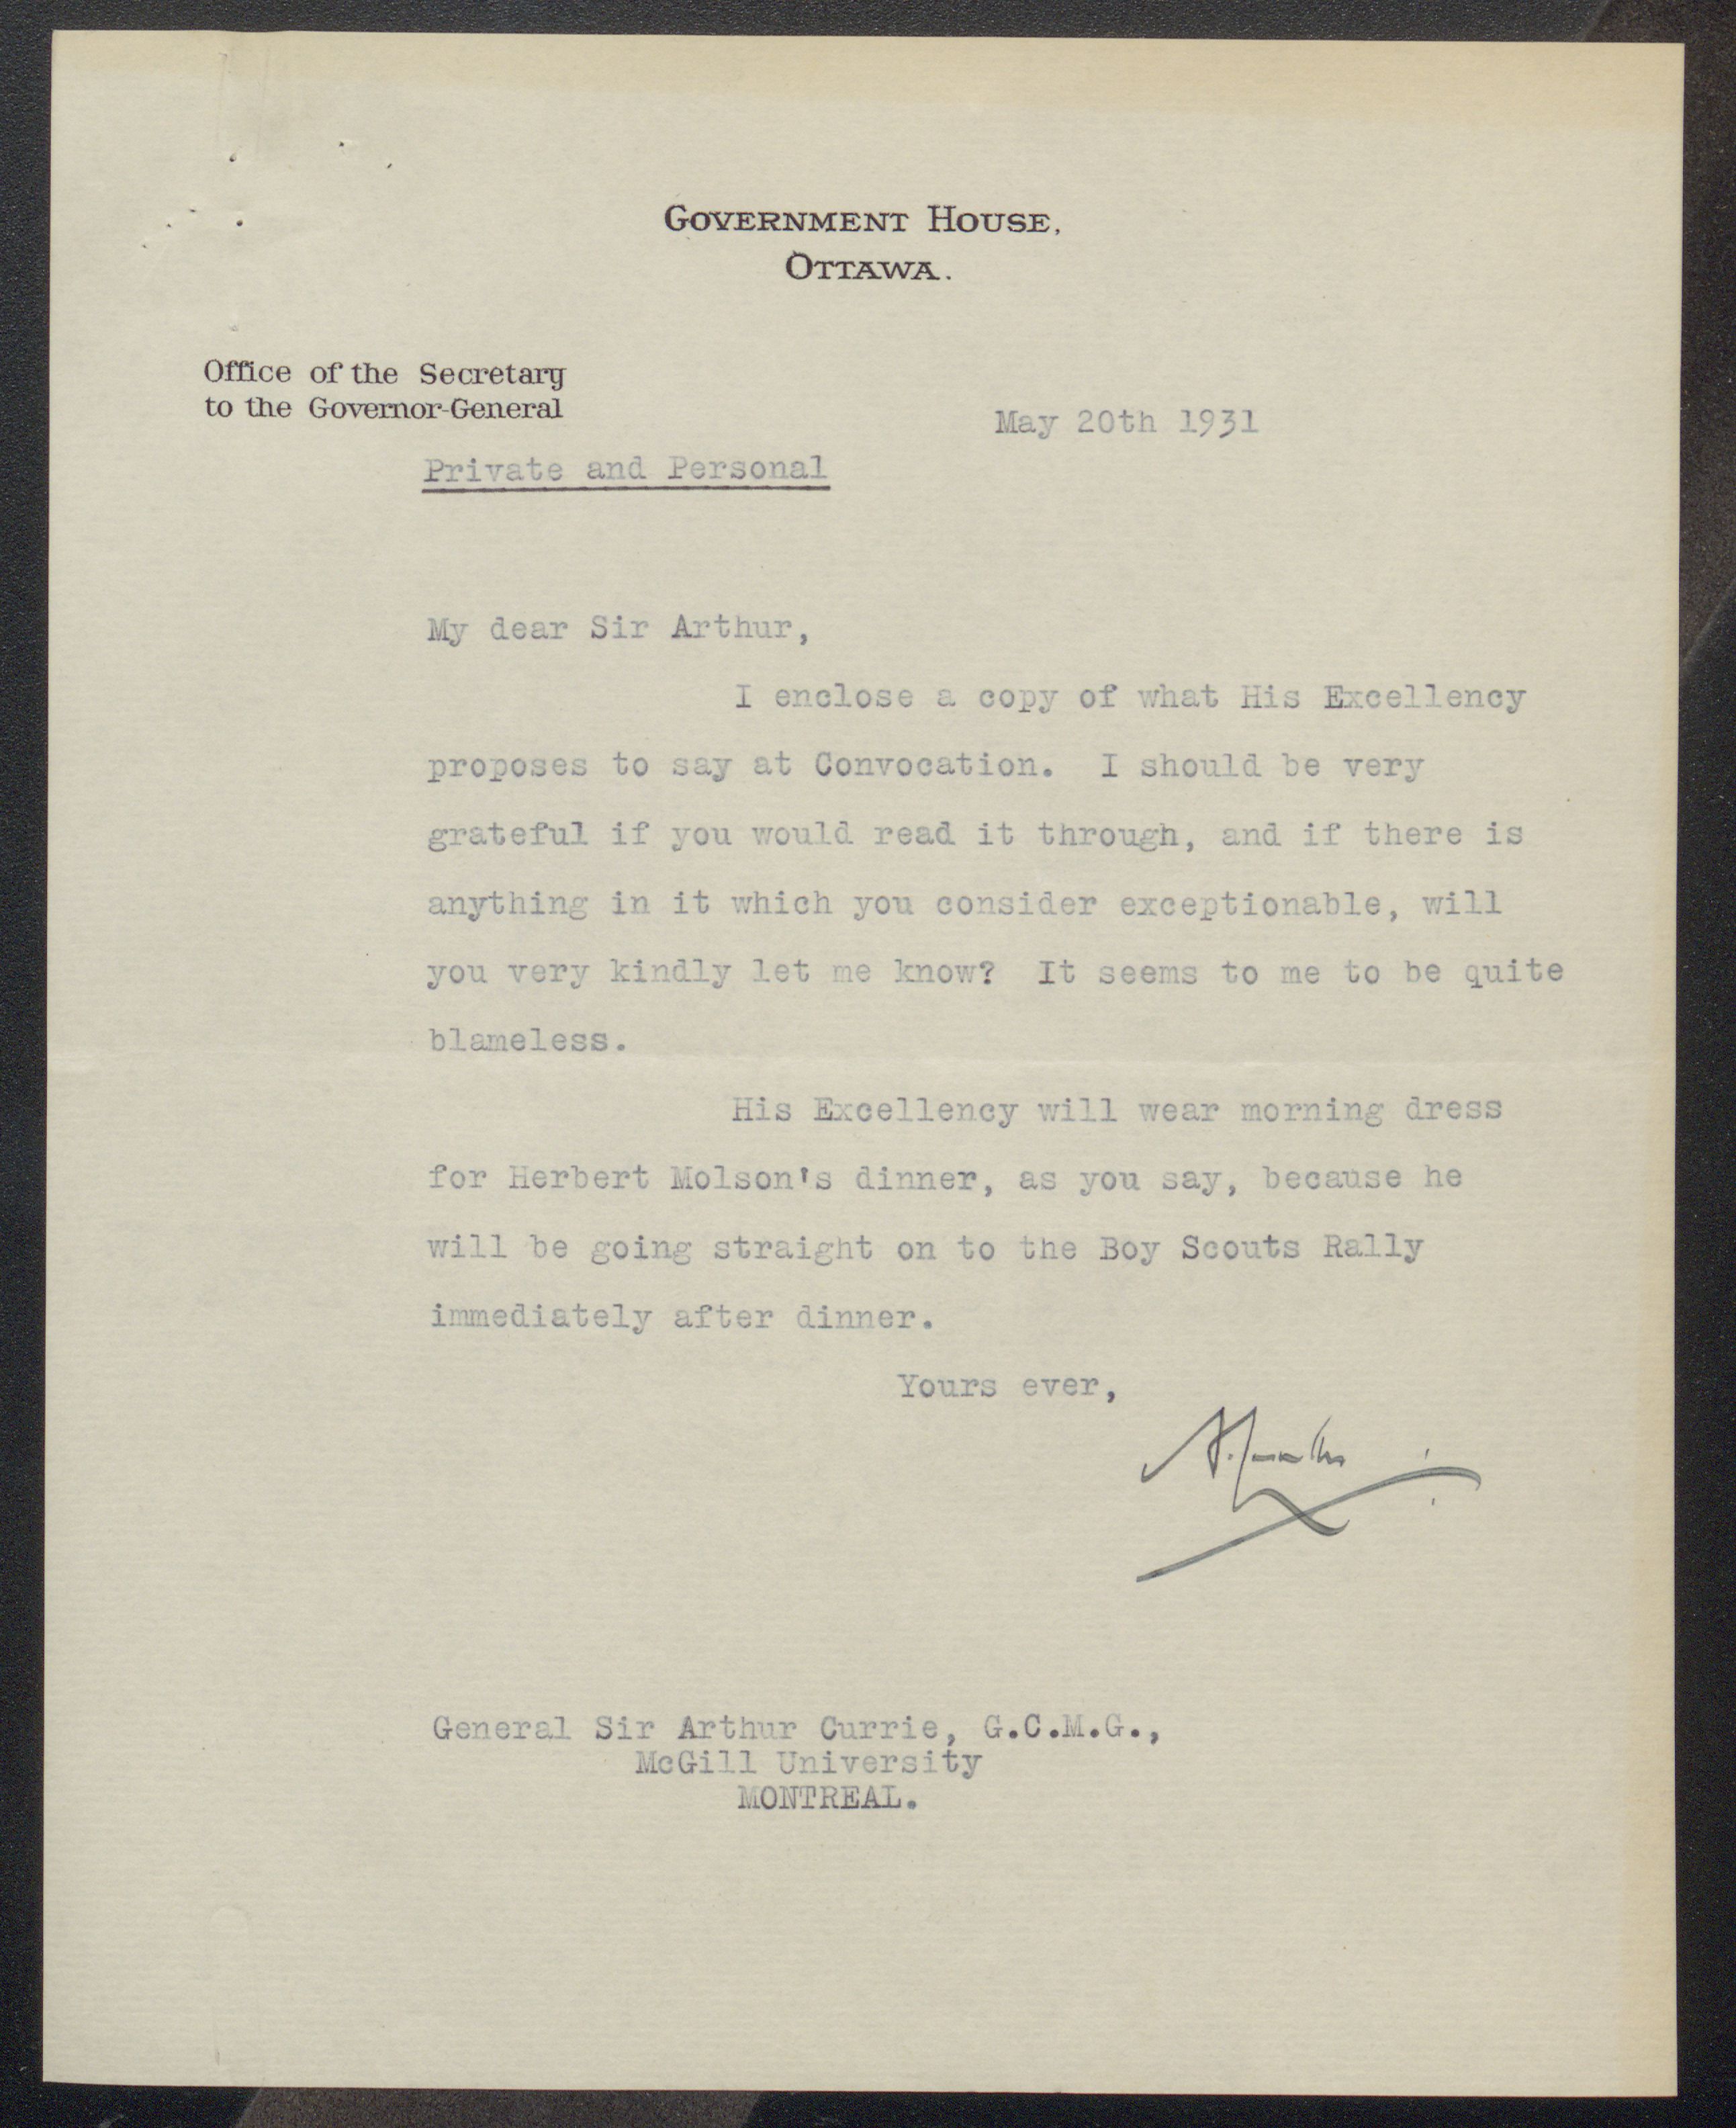 GOVERNMENT HOUSE,
OTTAWA.
Office of the Secretary
to the Governor-General
May 20th 1931
Private and Personal
My dear Sir Arthur,
I enclose a copy of what His Excellency
proposes to say at Convocation. I should be very
grateful if you would read it through, and if there is
anything in it which you consider exceptionable, will
you very kindly let me know? It seems to me to be quite
blameless.
His Excellency will wear morning dress
for Herbert Molson's dinner, as you say, because he
will be going straight on to the Boy Scouts Rally
immediately after dinner.
Yours ever,
General Sir Arthur Currie, G.C.M.G.,
McGill University
MONTREAL.